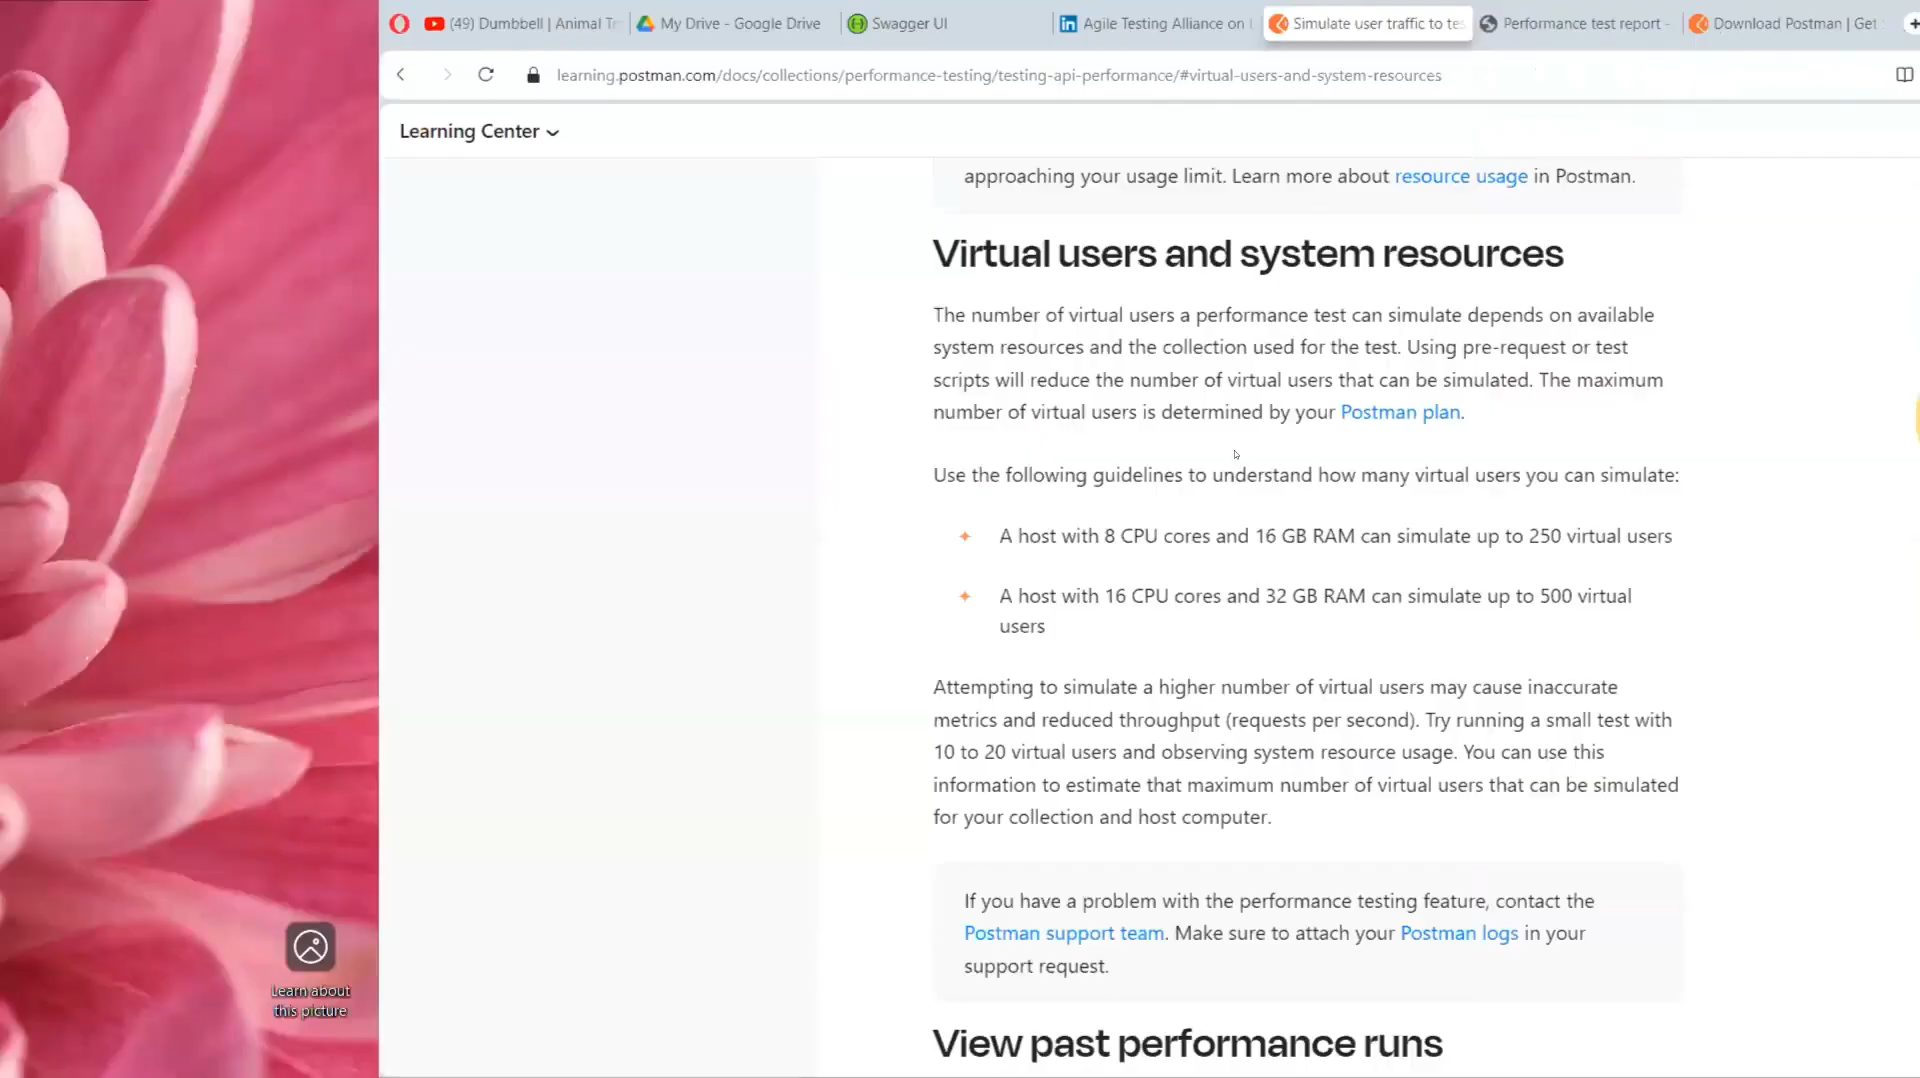 (49) Dumbbell | Animal Tr
My Drive - Google Drive
Swagger UI
Agile Testing Alliance on
Simulate user traffic to tes
Performance test report -
Download Postman | Get
learning.postman.com/docs/collections/performance-testing/testing-api-performance/#virtual-users-and-system-resources
Learning Center
approaching your usage limit. Learn more about resource usage in Postman.
Virtual users and system resources
The number of virtual users a performance test can simulate depends on available
system resources and the collection used for the test. Using pre-request or test
scripts will reduce the number of virtual users that can be simulated. The maximum
number of virtual users is determined by your Postman plan.
Use the following guidelines to understand how many virtual users you can simulate:
A host with 8 CPU cores and 16 GB RAM can simulate up to 250 virtual users
A host with 16 CPU cores and 32 GB RAM can simulate up to 500 virtual
users
Attempting to simulate a higher number of virtual users may cause inaccurate
metrics and reduced throughput (requests per second). Try running a small test with
10 to 20 virtual users and observing system resource usage. You can use this
information to estimate that maximum number of virtual users that can be simulated
for your collection and host computer.
If you have a problem with the performance testing feature, contact the
Postman support team. Make sure to attach your Postman logs in your
support request.
View past performance runs
Learn about
this picture